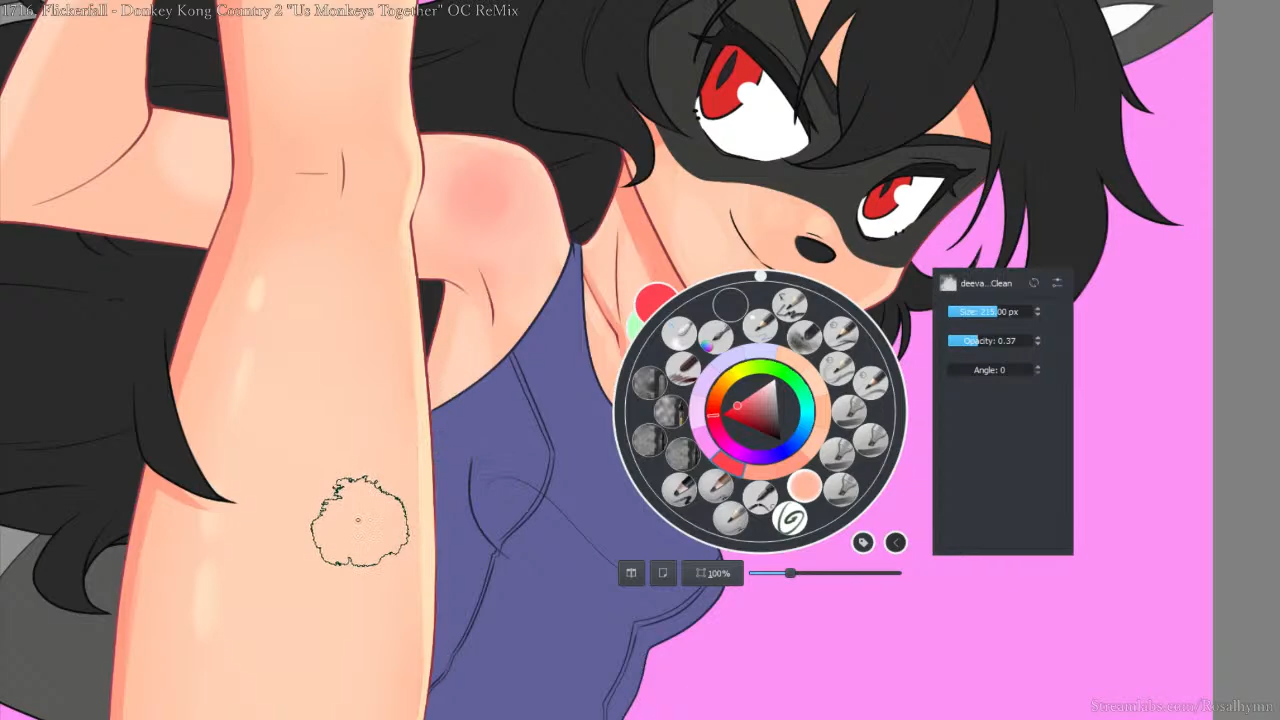 1716. Flickerfall - Donkey Kong Country 2 "Us Monkeys Together" OC ReMix
deeva...Clean
Size: 215.00 px
Opacity: 0.37
Angle: 0
100%
Streamlabs.com/Rosalhymn